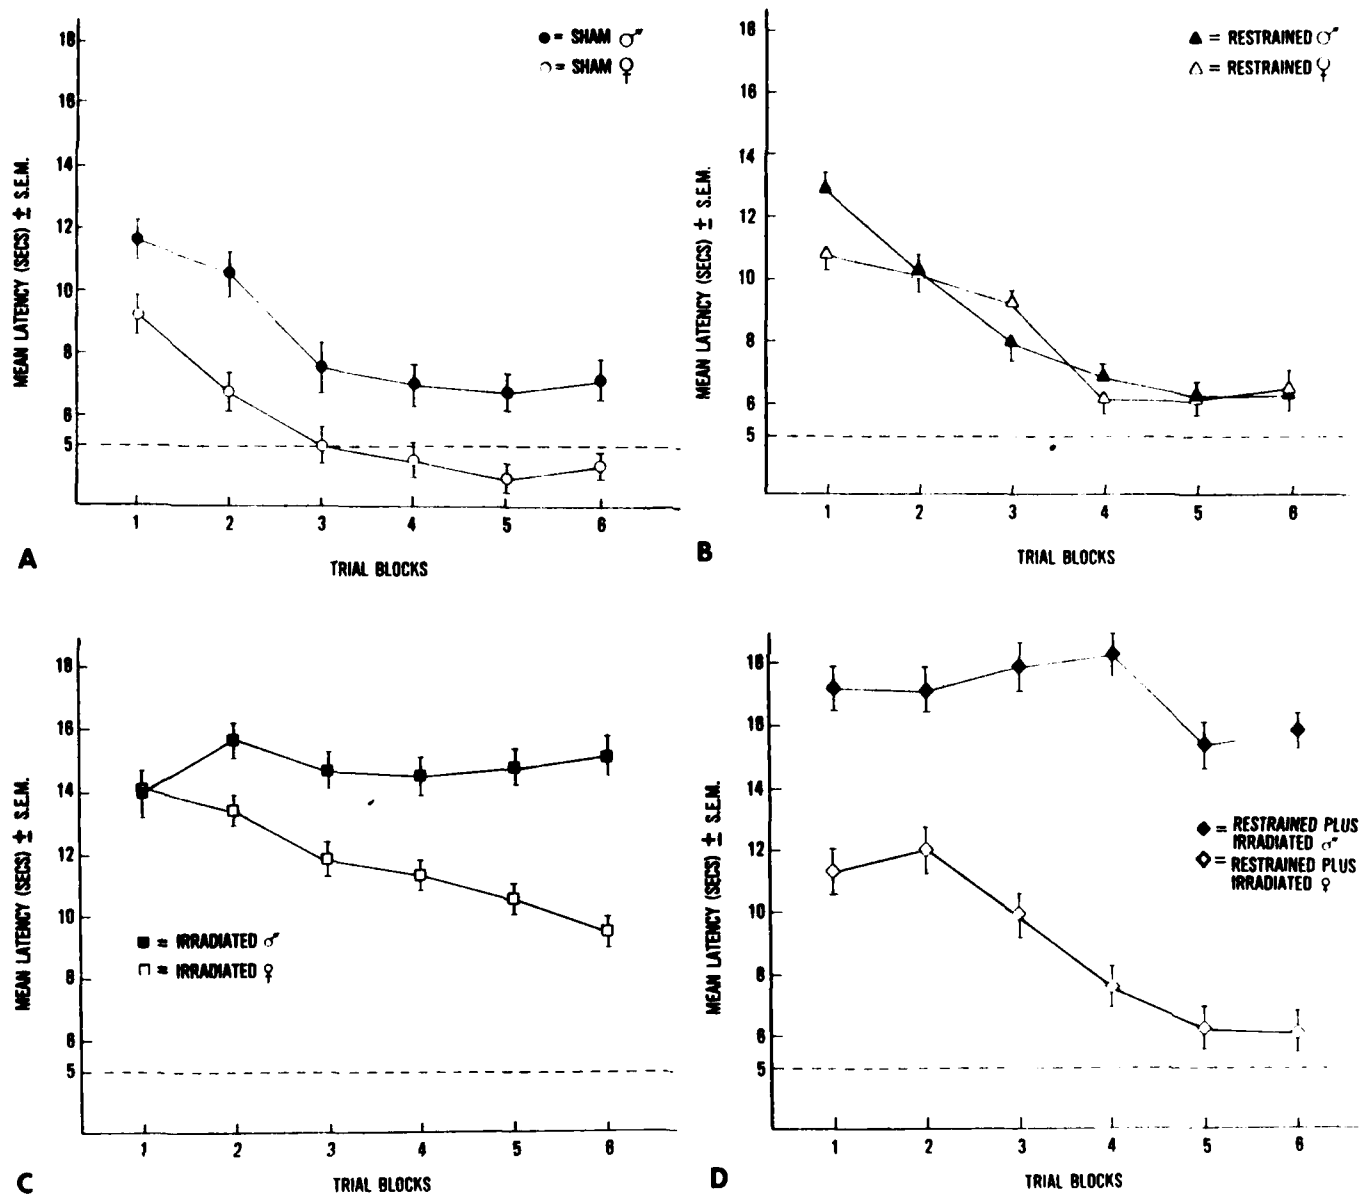 ● = SHAM ♂
○ = SHAM ♀
MEAN LATENCY (SECS) ± S.E.M.
18
16
14
12
10
8
6
5
1 2 3 4 5 6
A
TRIAL BLOCKS
▲ = RESTRAINED ♂
△ = RESTRAINED ♀
MEAN LATENCY (SECS) ± S.E.M.
18
16
14
12
10
8
6
5
1 2 3 4 5 6
B
TRIAL BLOCKS
MEAN LATENCY (SECS) ± S.E.M.
18
16
14
12
10
8
6
5
■ = IRRADIATED ♂
□ = IRRADIATED ♀
1 2 3 4 5 6
C
TRIAL BLOCKS
MEAN LATENCY (SECS) ± S.E.M.
18
16
14
12
10
8
6
5
◆ = RESTRAINED PLUS
IRRADIATED ♂
◇ = RESTRAINED PLUS
IRRADIATED ♀
1 2 3 4 5 6
D
TRIAL BLOCKS